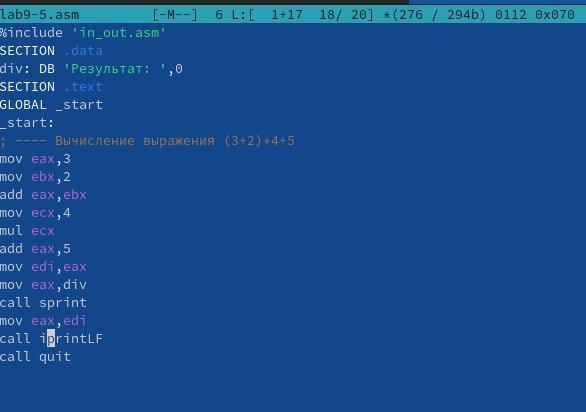 lab9-5.asm [-M--] 6 L:[ 1+17 18/ 20] *(276 / 294b) 0112 0x070
%include 'in_out.asm'
SECTION .data
div: DB 'Результат: ',0
SECTION .text
GLOBAL _start
_start:
; ---- Вычисление выражения (3+2)*4+5
mov eax,3
mov ebx,2
add eax,ebx
mov ecx,4
mul ecx
add eax,5
mov edi,eax
mov eax,div
call sprint
mov eax,edi
call iprintLF
call quit